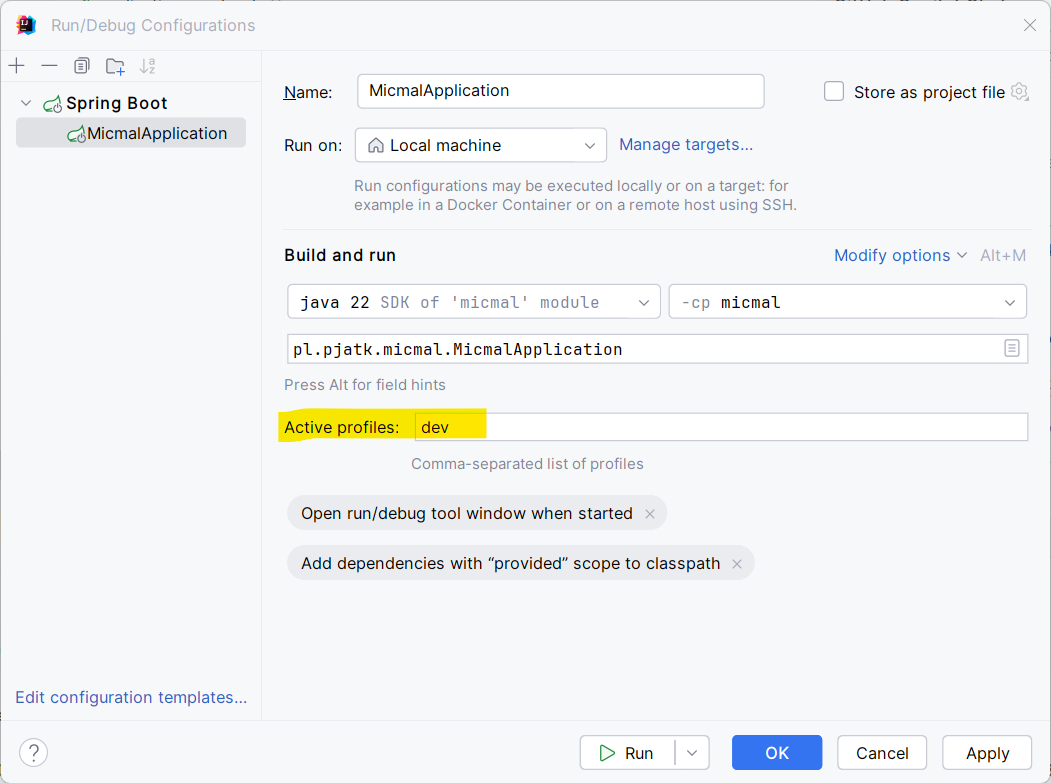 Run/Debug Configurations
Spring Boot
MicmalApplication
Name: MicmalApplication
Store as project file
Run on: Local machine Manage targets...
Run configurations may be executed locally or on a target: for
example in a Docker Container or on a remote host using SSH.
Build and run Modify options Alt+M
java 22 SDK of 'micmal' module -cp micmal
pl.pjatk.micmal.MicmalApplication
Press Alt for field hints
Active profiles: dev
Comma-separated list of profiles
Open run/debug tool window when started
Add dependencies with “provided” scope to classpath
Edit configuration templates...
? Run OK Cancel Apply